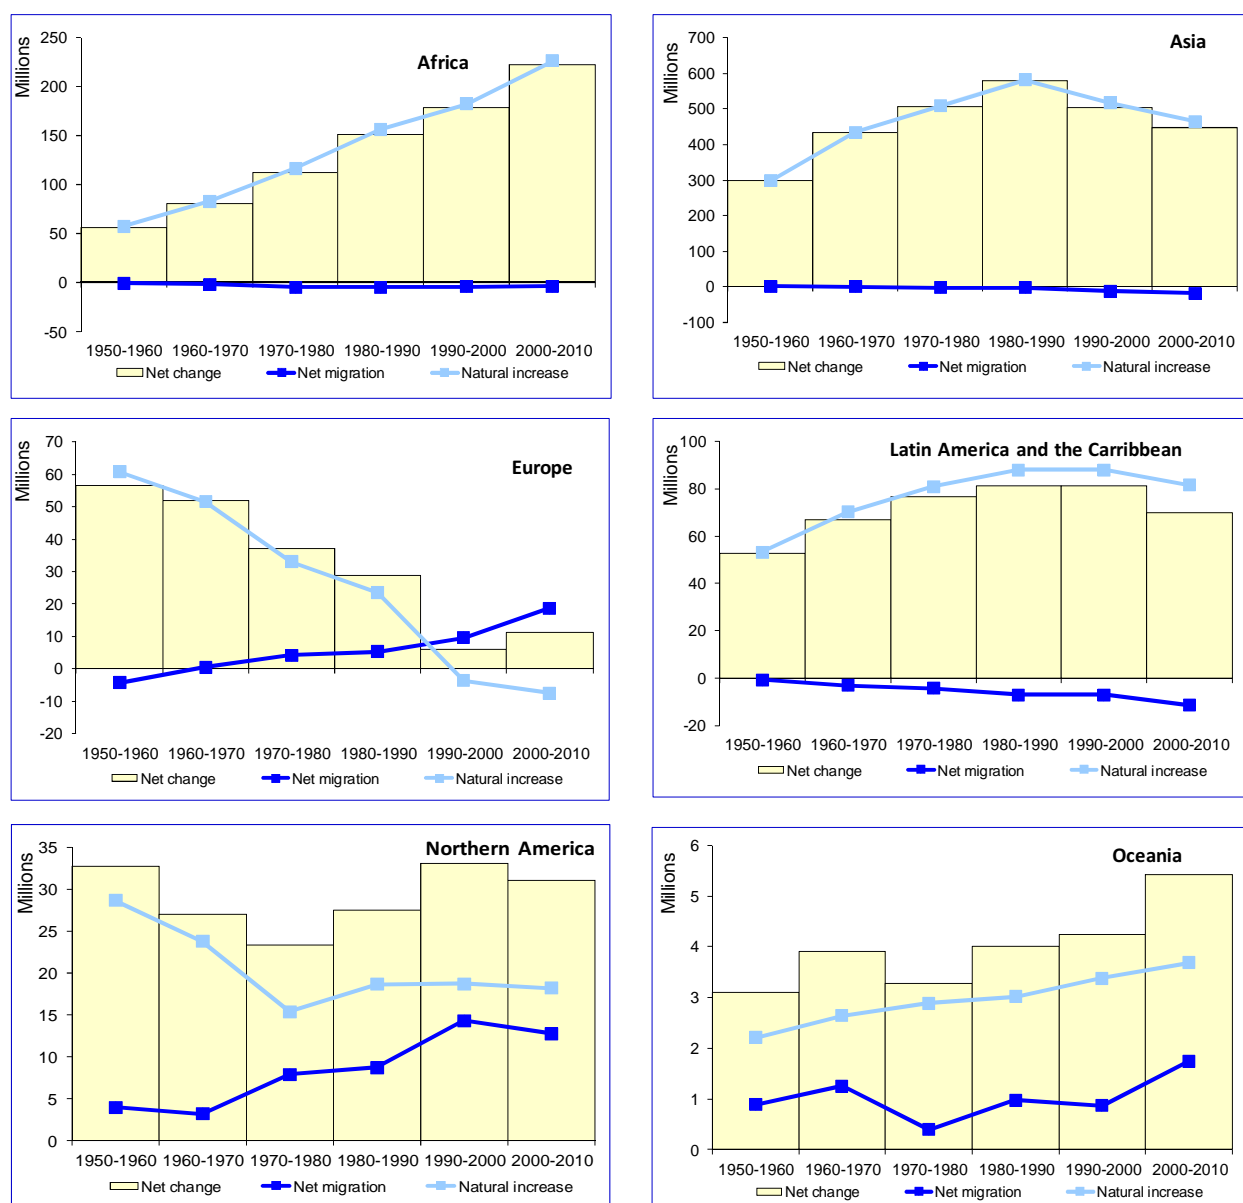 Africa
Millions
250
200
150
100
50
0
-50
1950-1960 1960-1970 1970-1980 1980-1990 1990-2000 2000-2010
Net change Net migration Natural increase
Asia
Millions
700
600
500
400
300
200
100
0
-100
1950-1960 1960-1970 1970-1980 1980-1990 1990-2000 2000-2010
Net change Net migration Natural increase
Europe
Millions
70
60
50
40
30
20
10
0
-10
-20
1950-1960 1960-1970 1970-1980 1980-1990 1990-2000 2000-2010
Net change Net migration Natural increase
Latin America and the Carribbean
Millions
100
80
60
40
20
0
-20
1950-1960 1960-1970 1970-1980 1980-1990 1990-2000 2000-2010
Net change Net migration Natural increase
Northern America
Millions
35
30
25
20
15
10
5
0
1950-1960 1960-1970 1970-1980 1980-1990 1990-2000 2000-2010
Net change Net migration Natural increase
Oceania
Millions
6
5
4
3
2
1
0
1950-1960 1960-1970 1970-1980 1980-1990 1990-2000 2000-2010
Net change Net migration Natural increase